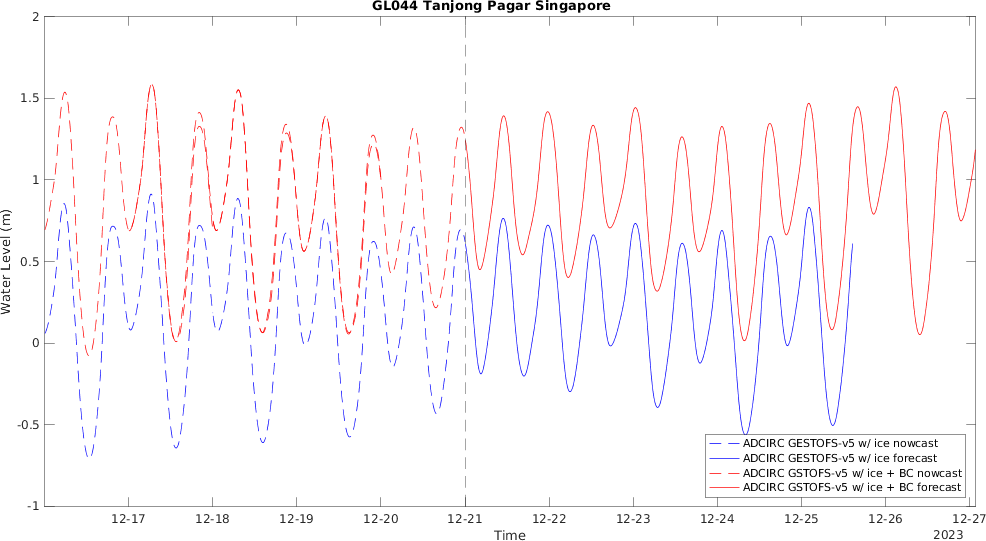 GL044 Tanjong Pagar Singapore
2
1.5
1
0.5
0
-0.5
-1
Water Level (m)
ADCIRC GESTOFS-v5 w/ ice nowcast
ADCIRC GESTOFS-v5 w/ ice forecast
ADCIRC GSTOFS-v5 w/ ice + BC nowcast
ADCIRC GSTOFS-v5 w/ ice + BC forecast
12-17 12-18 12-19 12-20 12-21 12-22 12-23 12-24 12-25 12-26 12-27
Time
2023